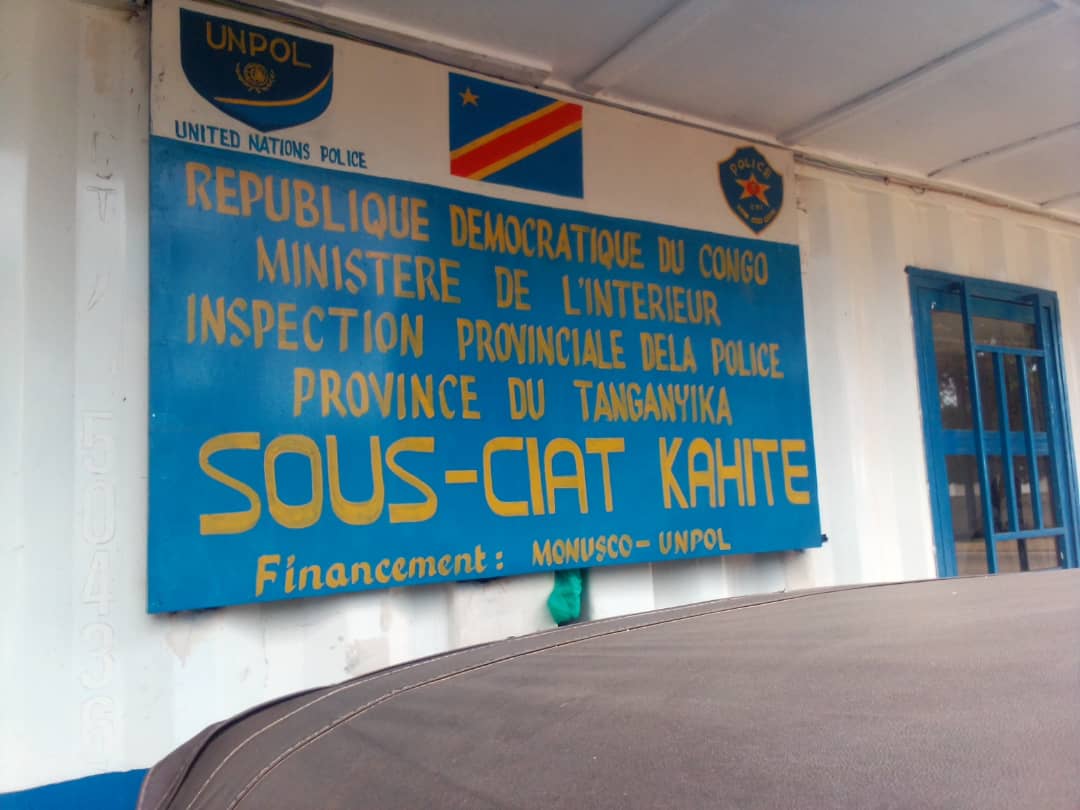 UNPOL
UNITED NATIONS POLICE
POLICE
REPUBLIQUE DEMOCRATIQUE DU CONGO
MINISTERE DE L'INTERIEUR
INSPECTION PROVINCIALE DELA POLICE
PROVINCE DU TANGANYIKA
SOUS-CIAT KAHITE
Financement: MONUSCO-UNPOL